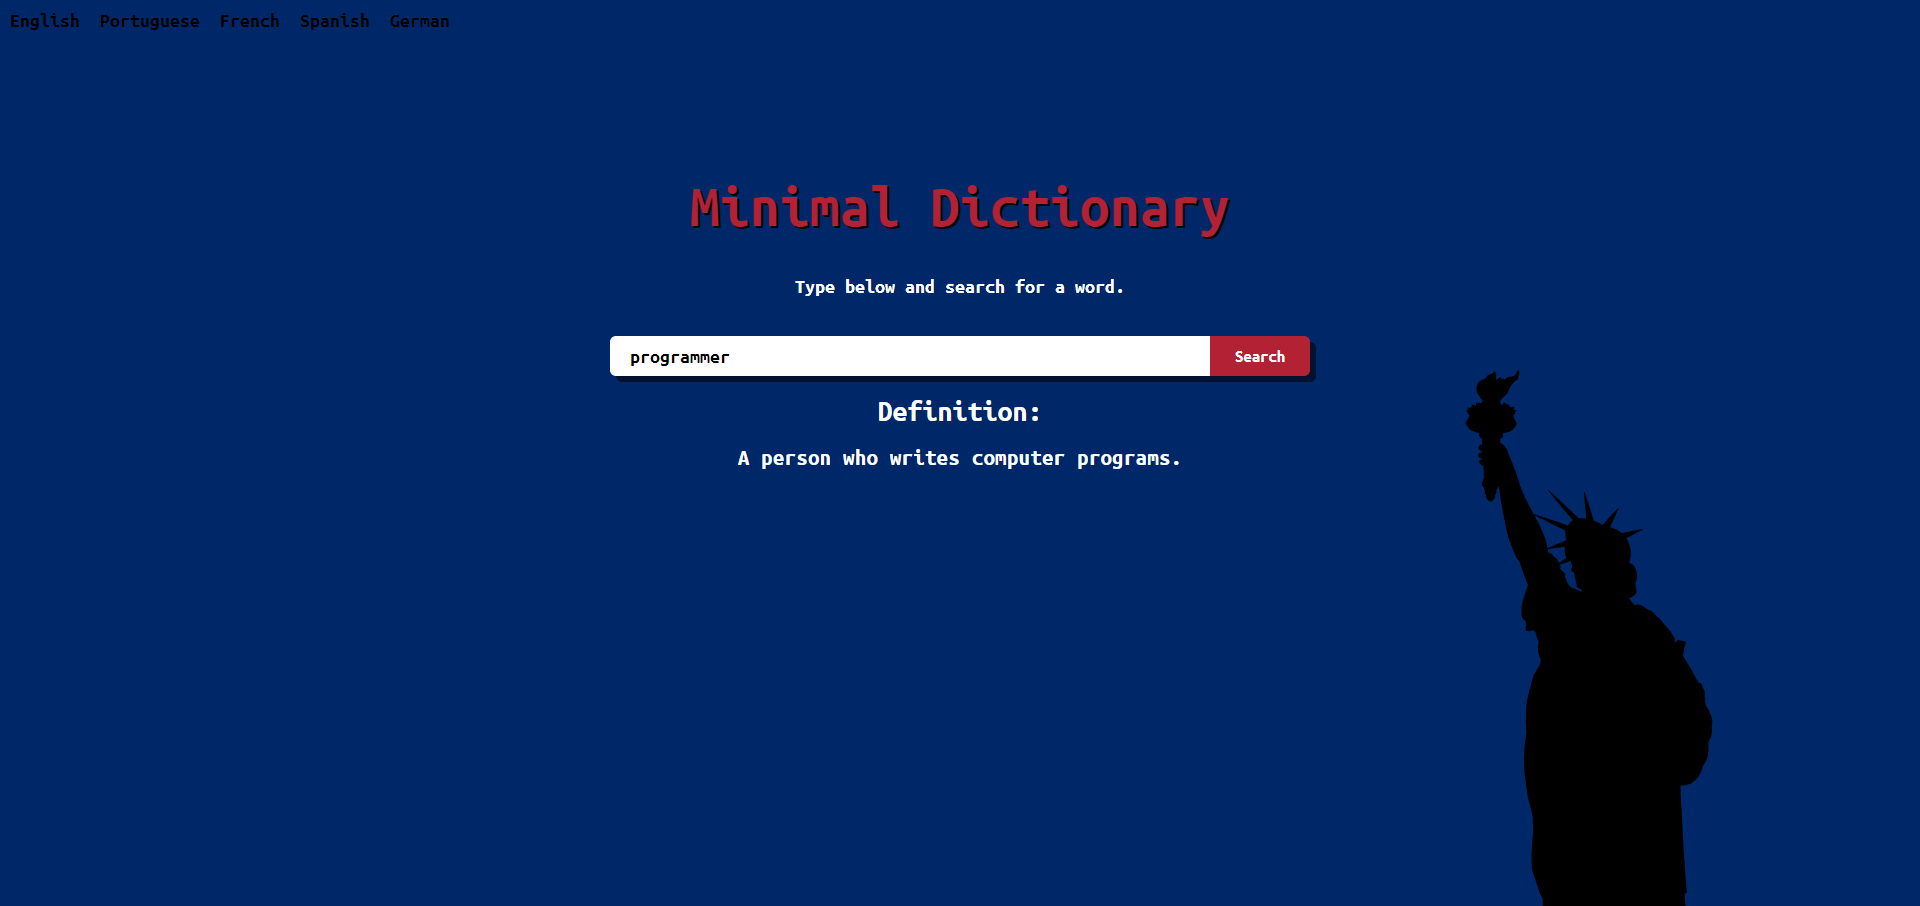 English Portuguese French Spanish German
Minimal Dictionary
Type below and search for a word.
programmer Search
Definition:
A person who writes computer programs.